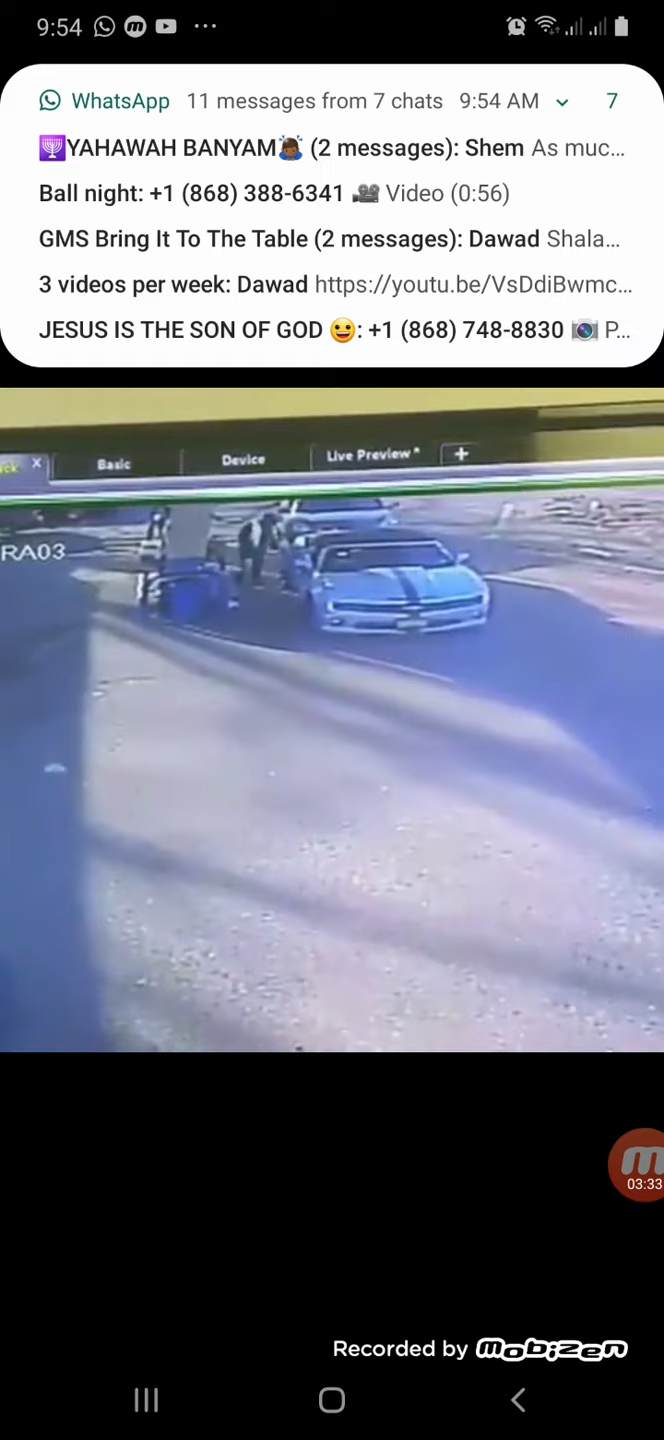 9:54
WhatsApp 11 messages from 7 chats 9:54 AM 7
🕎YAHAWAH BANYAM🙇🏾 (2 messages): Shem As muc...
Ball night: +1 (868) 388-6341 🎥 Video (0:56)
GMS Bring It To The Table (2 messages): Dawad Shala...
3 videos per week: Dawad https://youtu.be/VsDdiBwmc...
JESUS IS THE SON OF GOD 😀: +1 (868) 748-8830 📷 P...
Basic Device Live Preview* +
RA03
03:33
Recorded by Mobizen